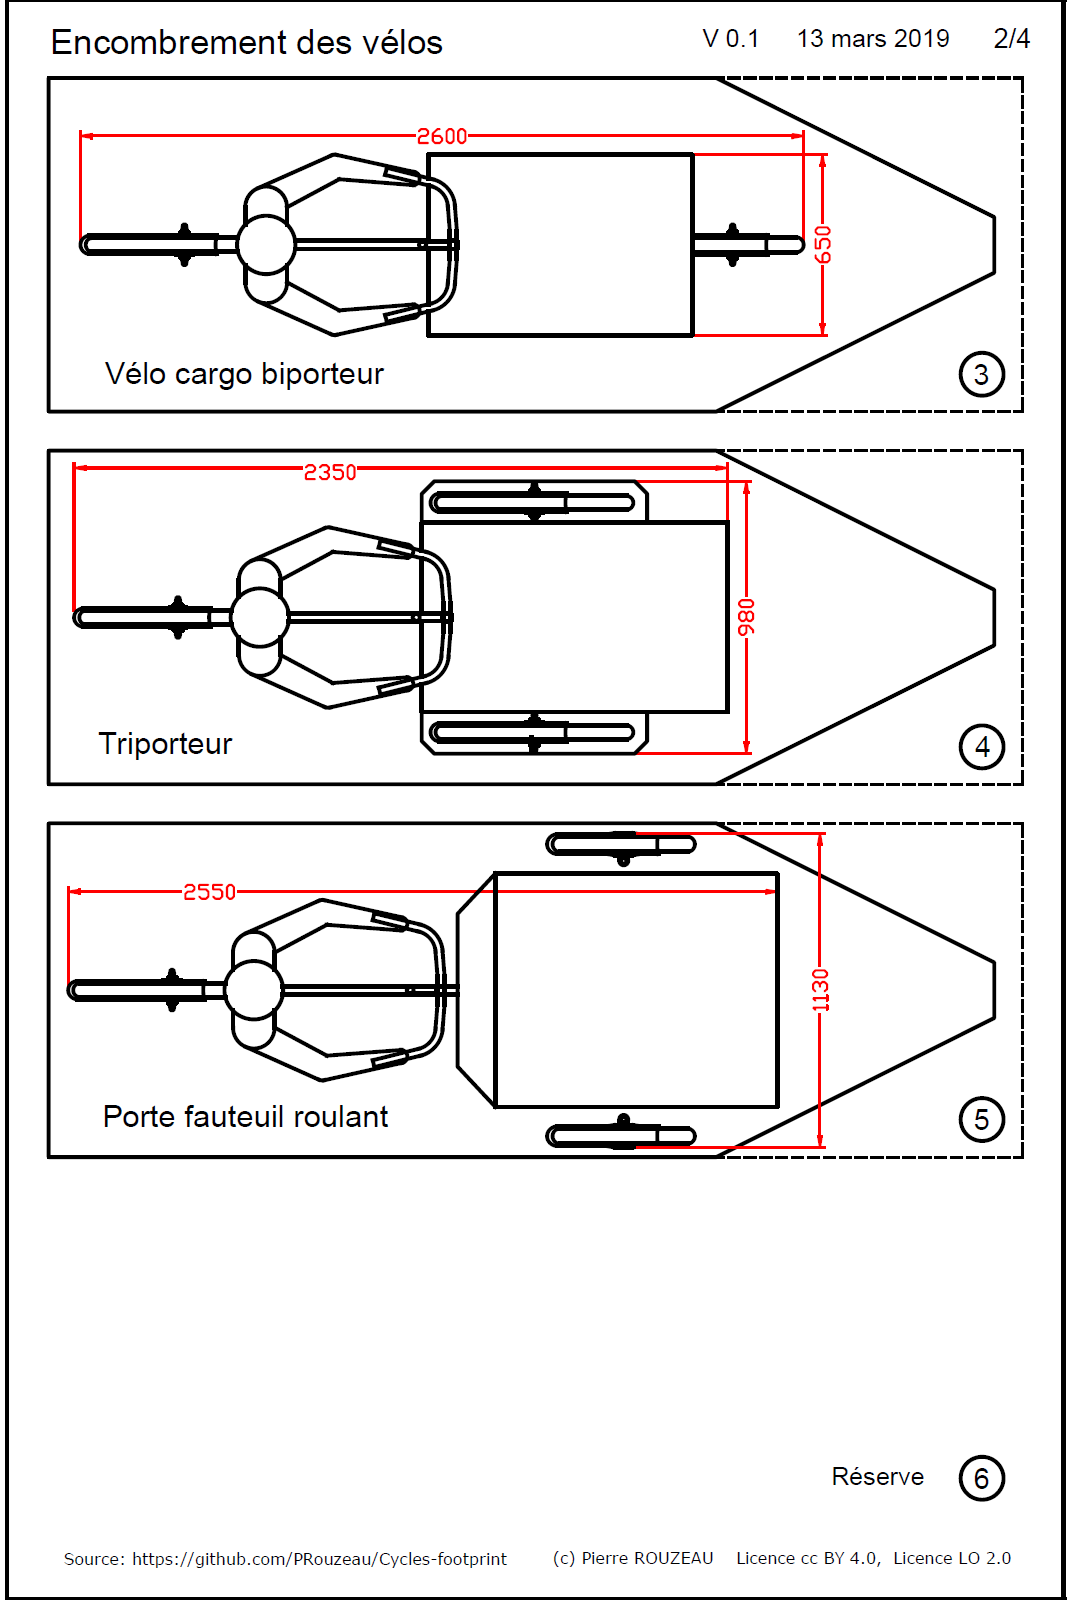 Encombrement des vélos V 0.1 13 mars 2019 2/4
2600
650
Vélo cargo biporteur 3
2350
980
Triporteur 4
2550
1130
Porte fauteuil roulant 5
Réserve 6
Source: https://github.com/PRouzeau/Cycles-footprint (c) Pierre ROUZEAU Licence cc BY 4.0, Licence LO 2.0